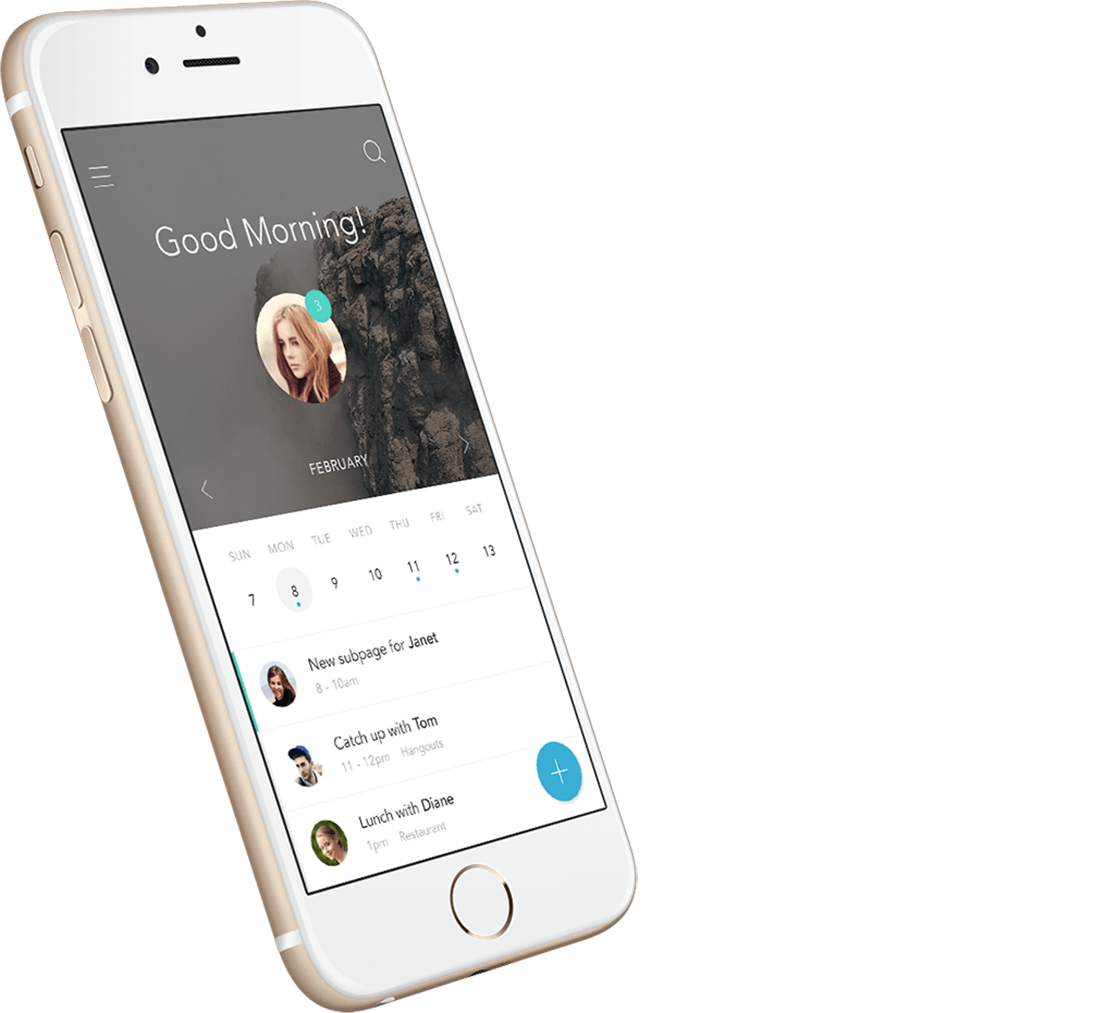 Good Morning!
3
FEBRUARY
SUN MON TUE WED THU FRI SAT
7 8 9 10 11 12 13
New subpage for Janet
8 - 10am
Catch up with Tom
11 - 12pm Hangouts
Lunch with Diane
1pm Restaurant